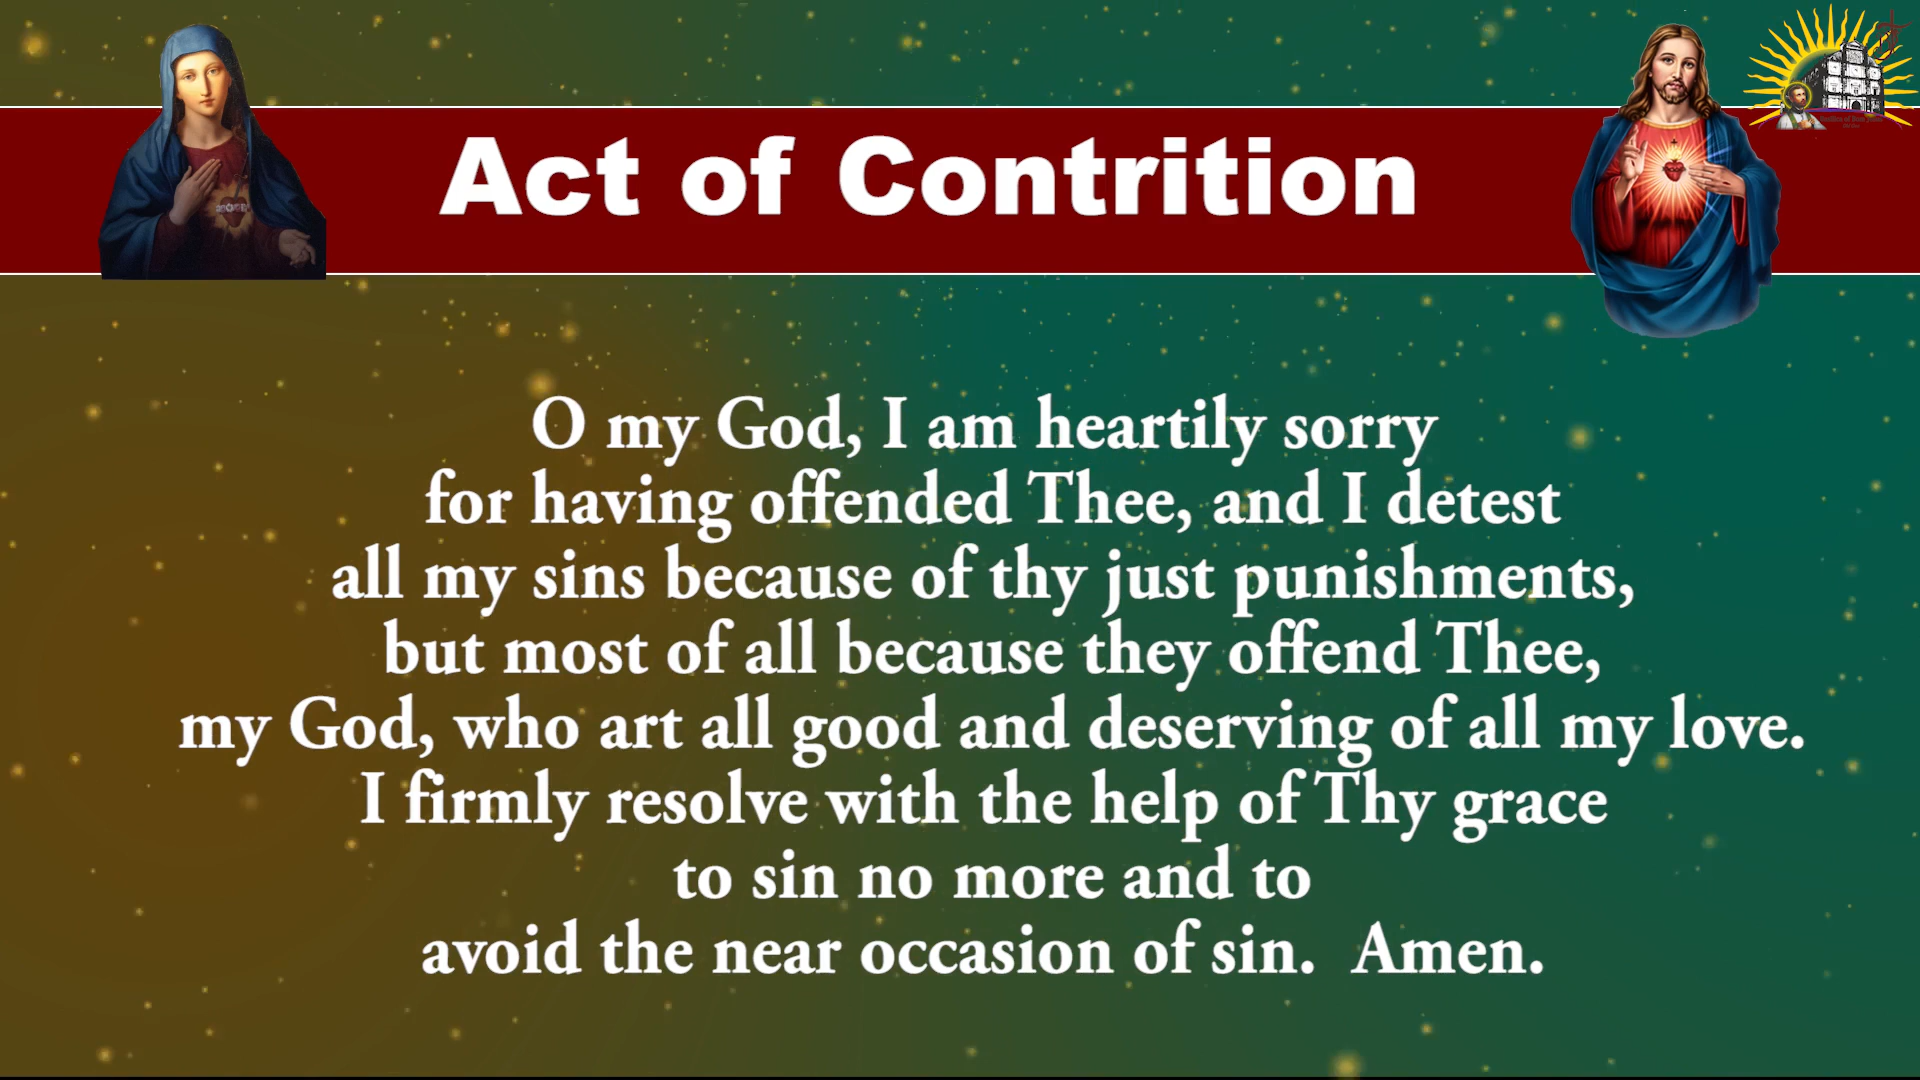 Act of Contrition
O my God, I am heartily sorry
for having offended Thee, and I detest
all my sins because of thy just punishments,
but most of all because they offend Thee,
my God, who art all good and deserving of all my love.
I firmly resolve with the help of Thy grace
to sin no more and to
avoid the near occasion of sin.  Amen.